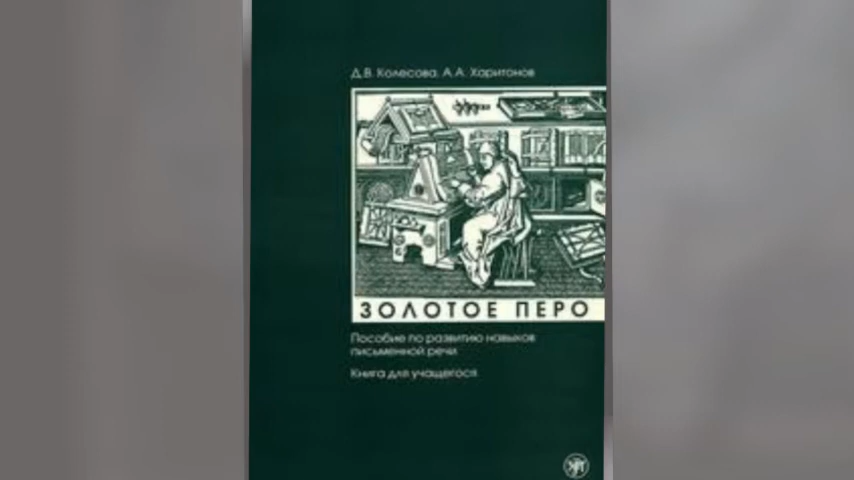 Д.В. Колесова, А.А. Харитонов
ЗОЛОТОЕ ПЕРО
Пособие по развитию навыков
письменной речи
Книга для учащегося